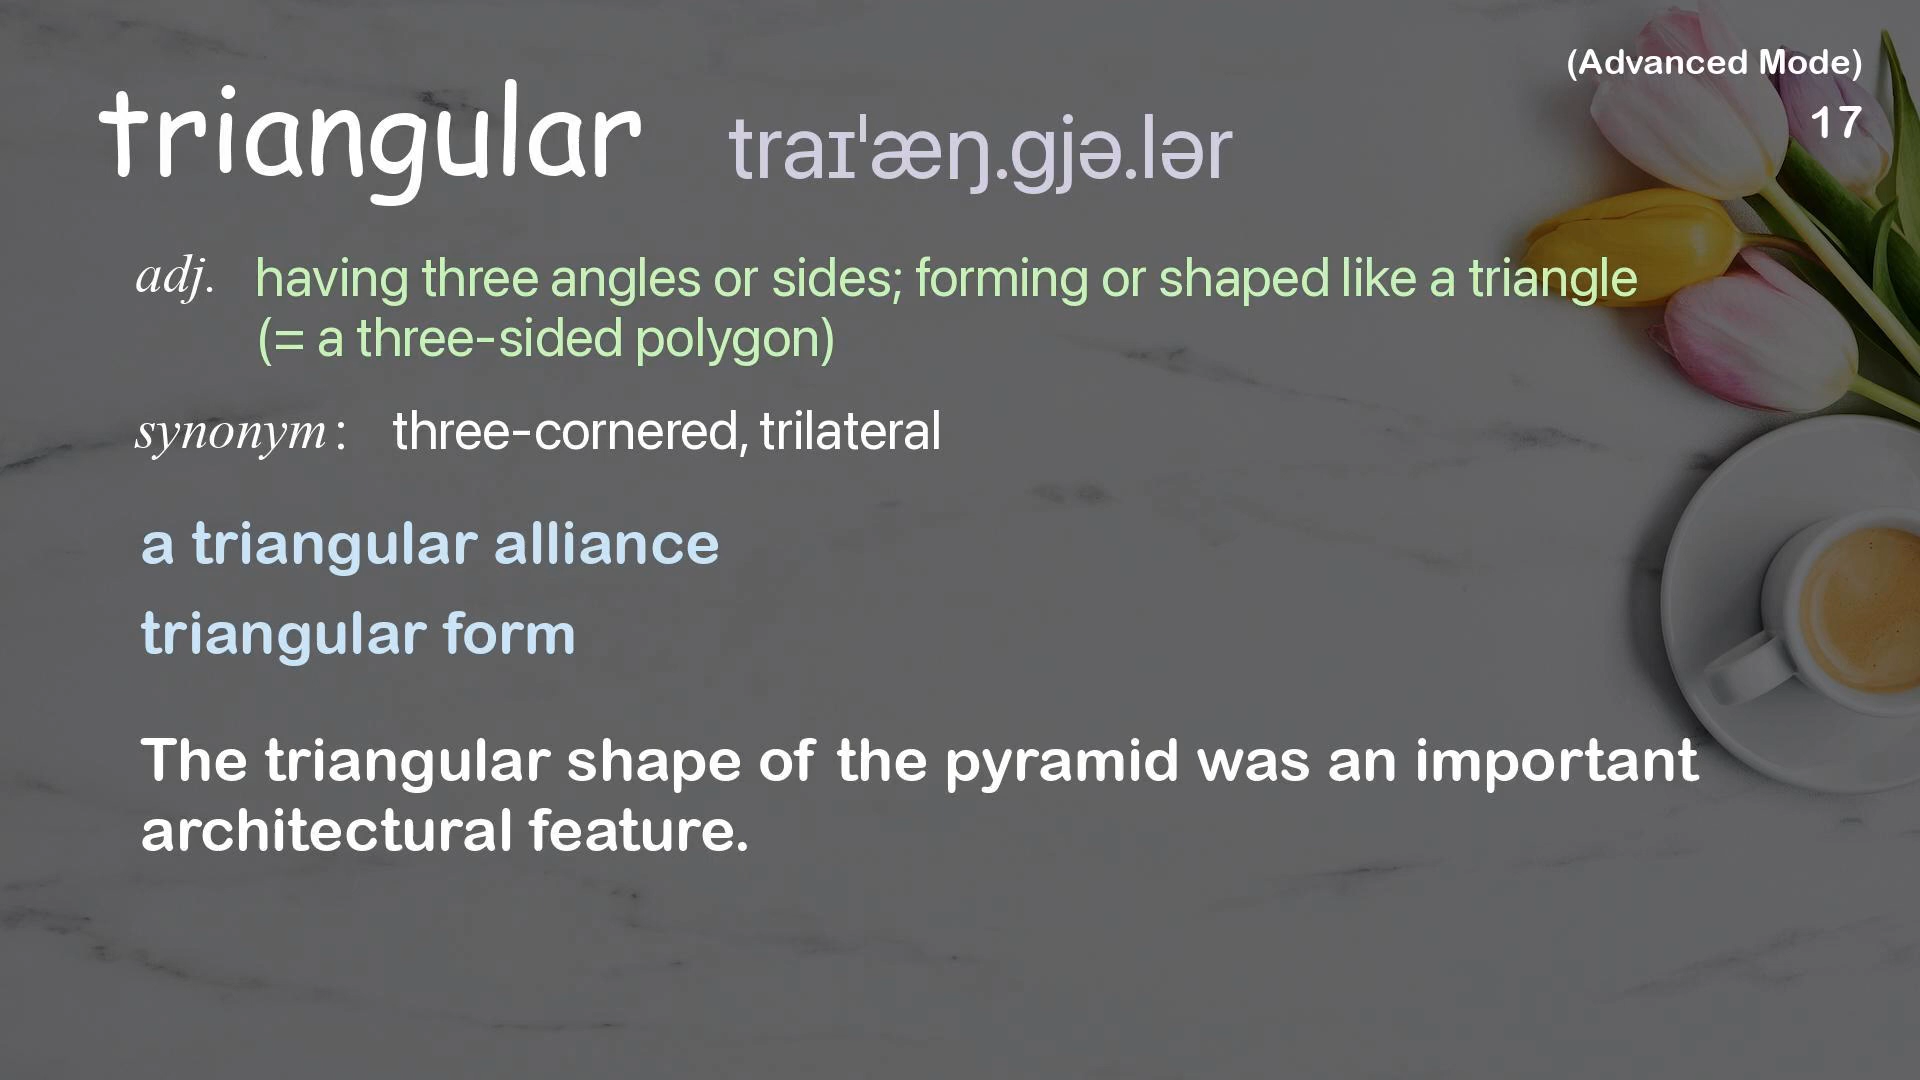 (Advanced Mode)
triangular traɪˈæŋ.gjə.lər
17
adj. having three angles or sides; forming or shaped like a triangle
(= a three-sided polygon)
synonym: three-cornered, trilateral
a triangular alliance
triangular form
The triangular shape of the pyramid was an important
architectural feature.